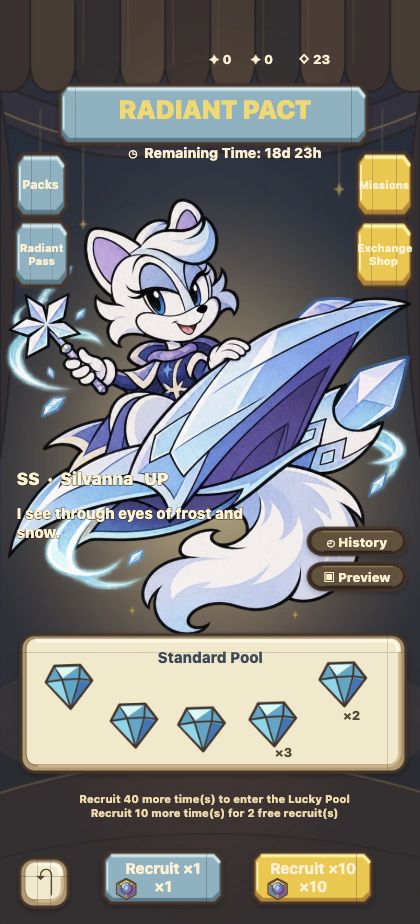 0 0 23
RADIANT PACT
Remaining Time: 18d 23h
Packs
Missions
Radiant
Pass
Exchange
Shop
SS · Silvanna UP
I see through eyes of frost and
snow.
History
Preview
Standard Pool
×2
×3
Recruit 40 more time(s) to enter the Lucky Pool
Recruit 10 more time(s) for 2 free recruit(s)
Recruit ×1
×1
Recruit ×10
×10